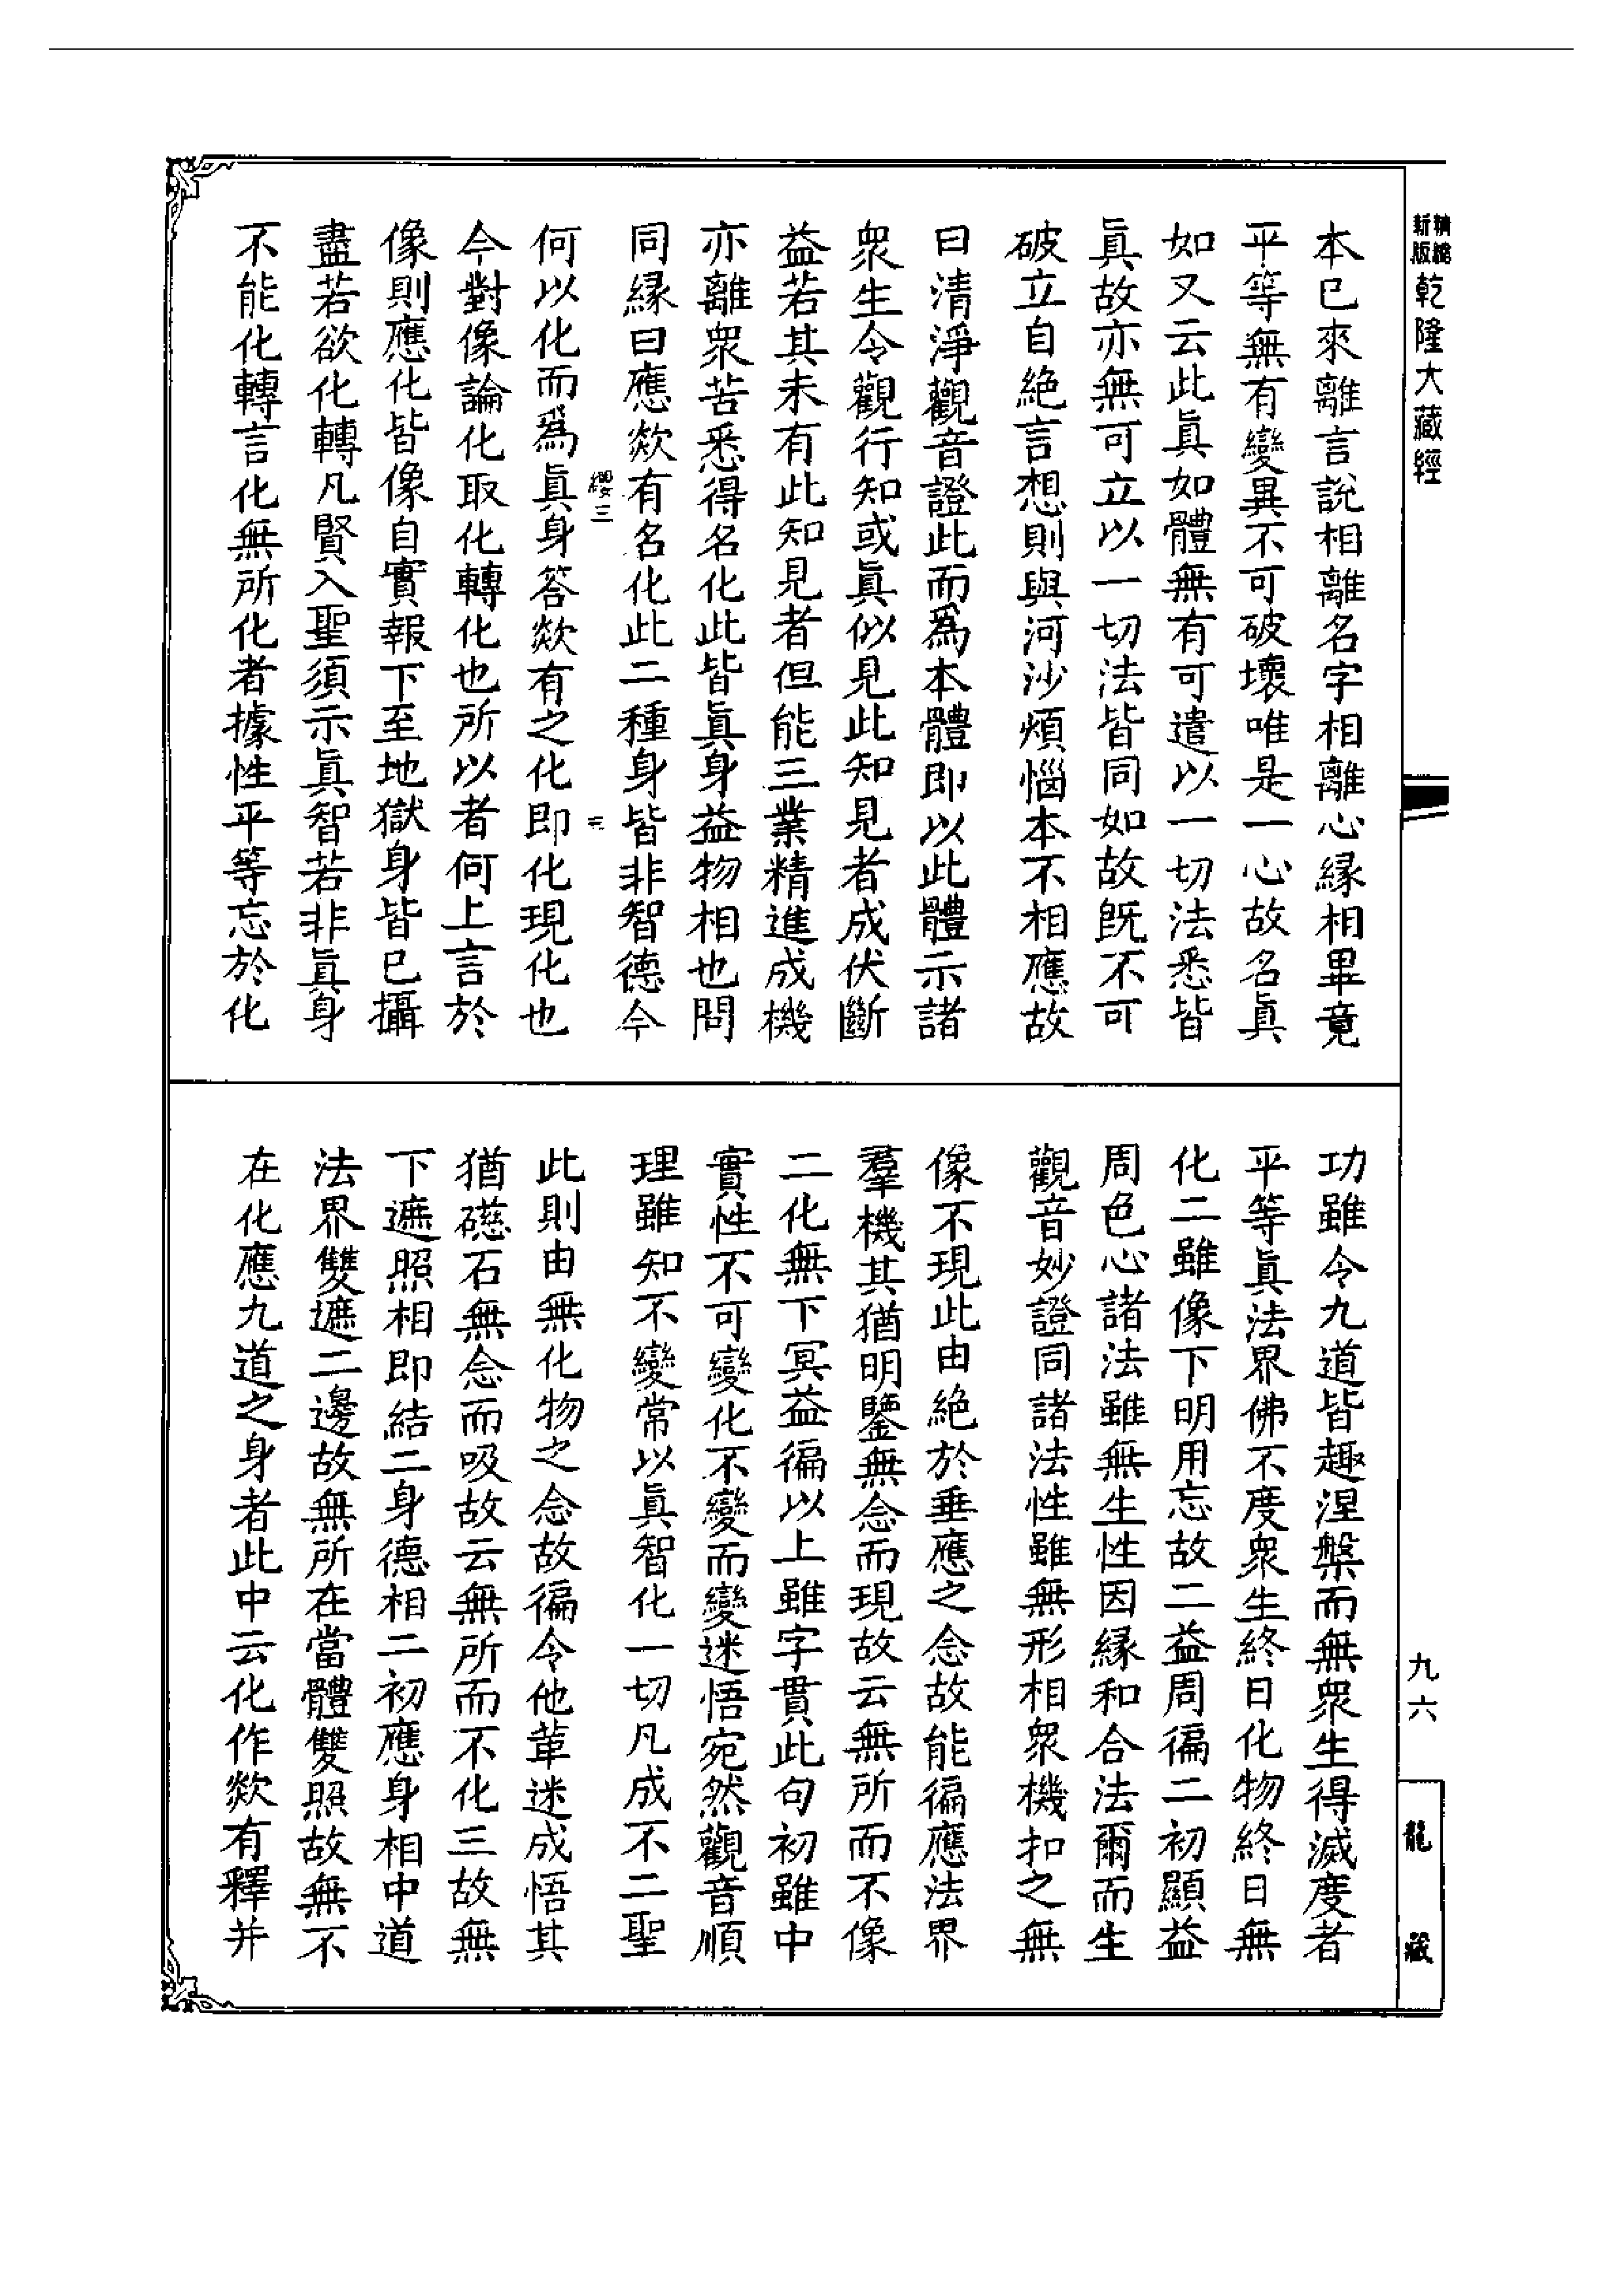 新版
精縮
乾隆大藏經
本已來離言說相離名字相離心緣相畢竟
平等無有變異不可破壞唯是一心故名眞
如又云此眞如體無有可遣以一切法悉皆
眞故亦無可立以一切法皆同如故旣不可
破立自絕言想則與河沙煩惱本不相應故
曰清淨觀音證此而爲本體即以此體示諸
衆生令觀行知或眞似見此知見者成伏斷
益若其未有此知見者但能三業精進成機
亦離衆苦悉得名化此皆眞身益物相也問
同緣曰應欻有名化此二種身皆非智德今
纓三
何以化而爲眞身答欻有之化即化現化也
今對像論化取化轉化也所以者何上言於
像則應化皆像自實報下至地獄身皆已攝
盡若欲化轉凡賢入聖須示眞智若非眞身
不能化轉言化無所化者據性平等忘於化
功雖令九道皆趣涅槃而無衆生得滅度者
平等眞法界佛不度衆生終日化物終日無
化二雖像下明用忘故二益周徧二初顯益
周色心諸法雖無生性因緣和合法爾而生
觀音妙證同諸法性雖無形相衆機扣之無
像不現此由絕於垂應之念故能徧應法界
羣機其猶明鑒無念而現故云無所而不像
二化無下冥益徧以上雖字貫此句初雖中
實性不可變化不變而變迷悟宛然觀音順
理雖知不變常以眞智化一切凡成不二聖
此則由無化物之念故徧令他輩迷成悟其
猶礠石無念而吸故云無所而不化三故無
下遮照相即結二身德相二初應身相中道
法界雙遮二邊故無所在當體雙照故無不
在化應九道之身者此中云化作欻有釋并
九六
龍藏